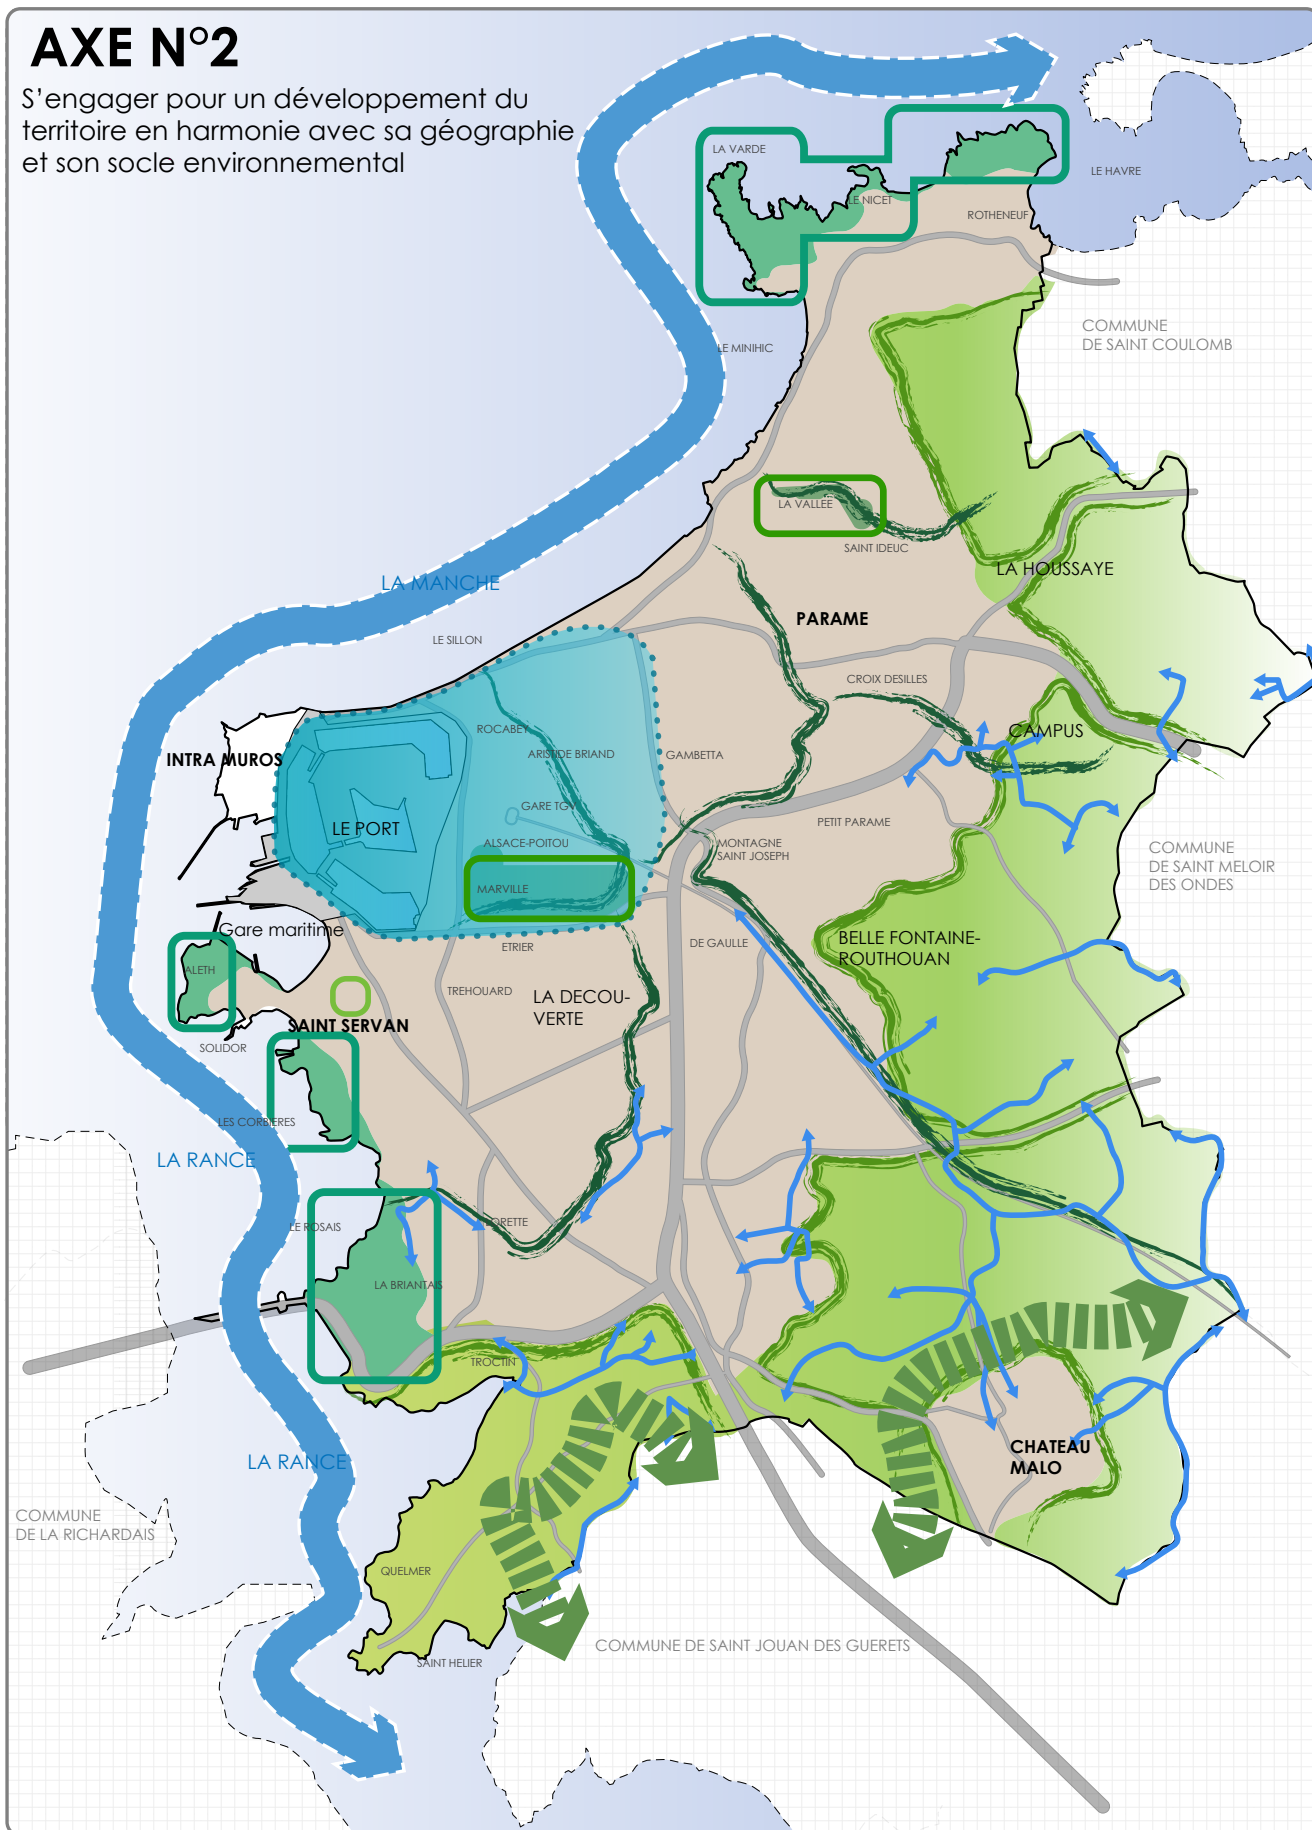 AXE N°2
S'engager pour un développement du
territoire en harmonie avec sa géographie
et son socle environnemental
LA VARDE
LE HAVRE
LE NICET
ROTHENEUF
COMMUNE
DE SAINT COULOMB
LE MINIHIC
LA VALLEE
SAINT IDEUC
LA HOUSSAYE
LA MANCHE
PARAME
LE SILLON
CROIX DESILLES
ROCABEY
CAMPUS
ARISTIDE BRIAND
GAMBETTA
INTRA MUROS
GARE TGV
LE PORT
PETIT PARAME
ALSACE-POITOU
MONTAGNE
SAINT JOSEPH
COMMUNE
DE SAINT MELOIR
DES ONDES
MARVILLE
Gare maritime
ETRIER
DE GAULLE
BELLE FONTAINE-
ROUTHOUAN
ALETH
TREHOUARD
LA DECOU-
VERTE
SAINT SERVAN
SOLIDOR
LES CORBIERES
LA RANCE
LE ROSAIS
LORETTE
LA BRIANTAIS
TROCTIN
CHATEAU
MALO
LA RANCE
COMMUNE
DE LA RICHARDAIS
QUELMER
COMMUNE DE SAINT JOUAN DES GUERETS
SAINT HELIER